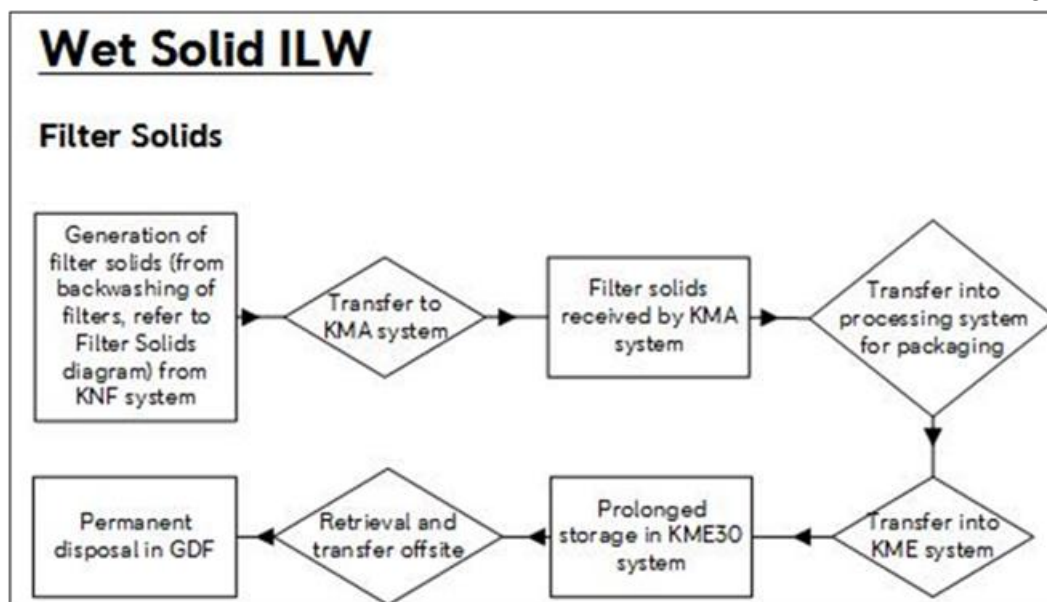 Wet Solid ILW
Filter Solids
Generation of
filter solids (from
backwashing of
filters, refer to
Filter Solids
diagram) from
KNF system
Transfer to
KMA system
Filter solids
received by KMA
system
Transfer into
processing system
for packaging
Transfer into
KME system
Prolonged
storage in KME30
system
Retrieval and
transfer offsite
Permanent
disposal in GDF